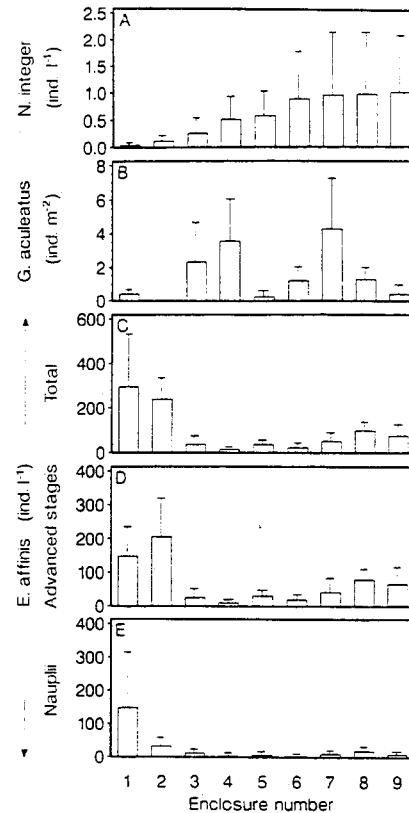 A
N. integer
(ind. l-1)
2.5
2.0
1.5
1.0
0.5
0.0
B
G. aculeatus
(ind. m-2)
8
6
4
2
0
C
Total
600
400
200
0
D
E. affinis (ind. l-1)
Advanced stages
400
300
200
100
0
E
Nauplii
400
300
200
100
0
1 2 3 4 5 6 7 8 9
Enclosure number